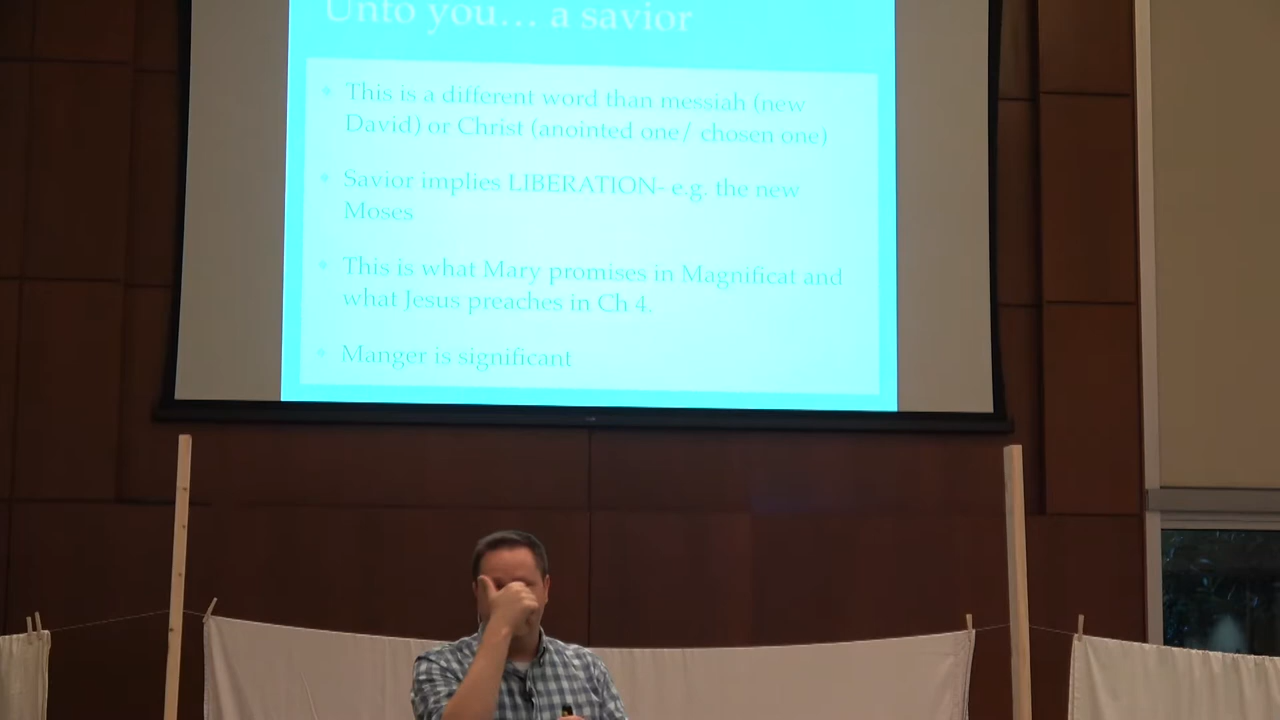 Unto you... a savior
This is a different word than messiah (new
David) or Christ (anointed one/ chosen one)
Savior implies LIBERATION- e.g. the new
Moses
This is what Mary promises in Magnificat and
what Jesus preaches in Ch 4.
Manger is significant